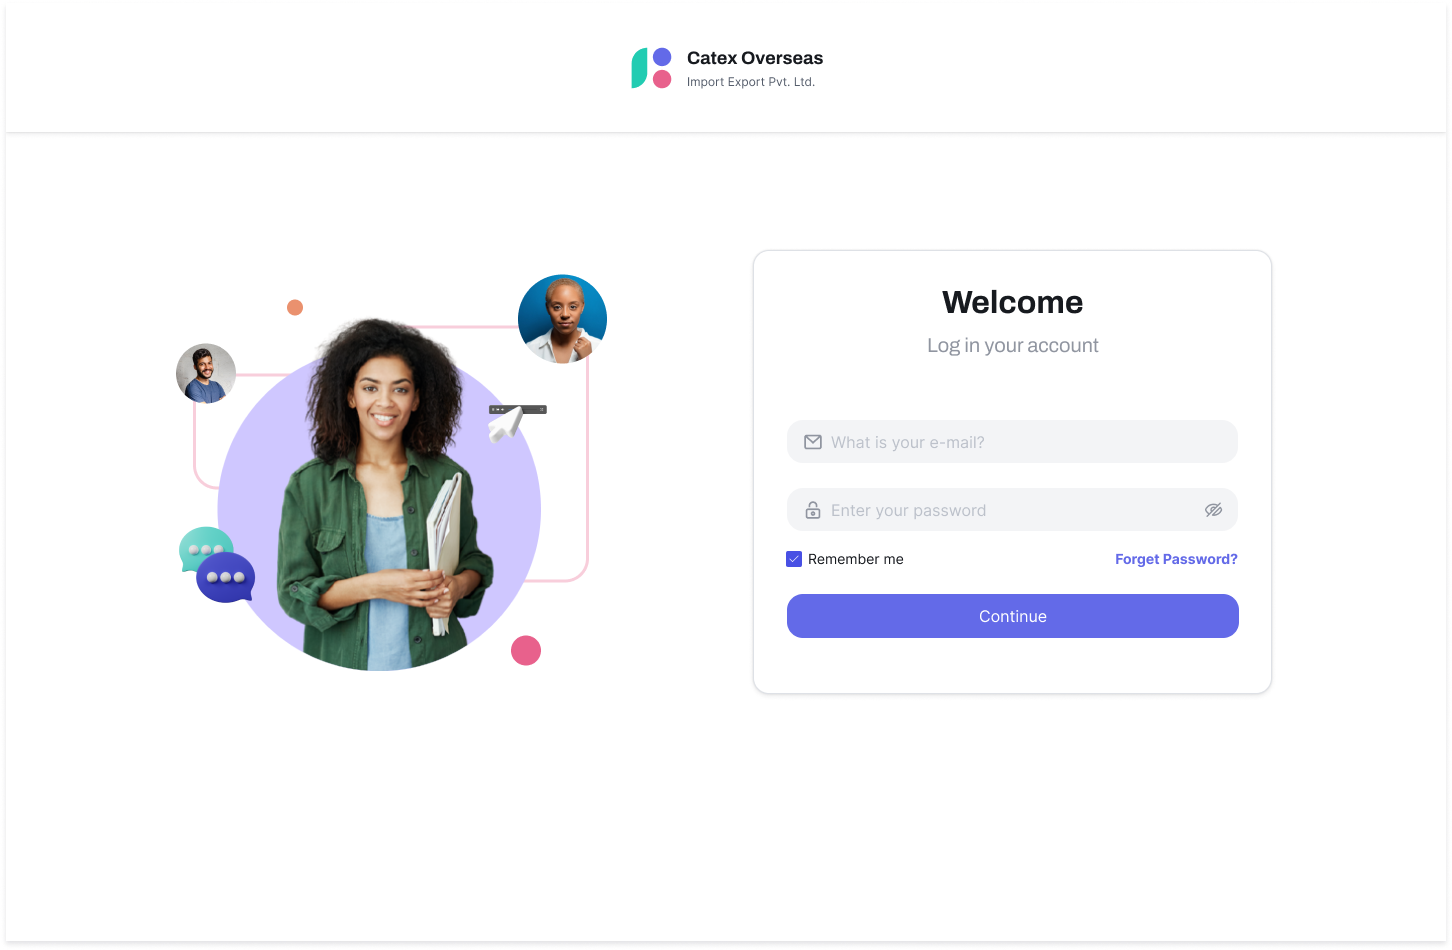 Catex Overseas
Import Export Pvt. Ltd.
Welcome
Log in your account
What is your e-mail?
Enter your password
Remember me
Forget Password?
Continue